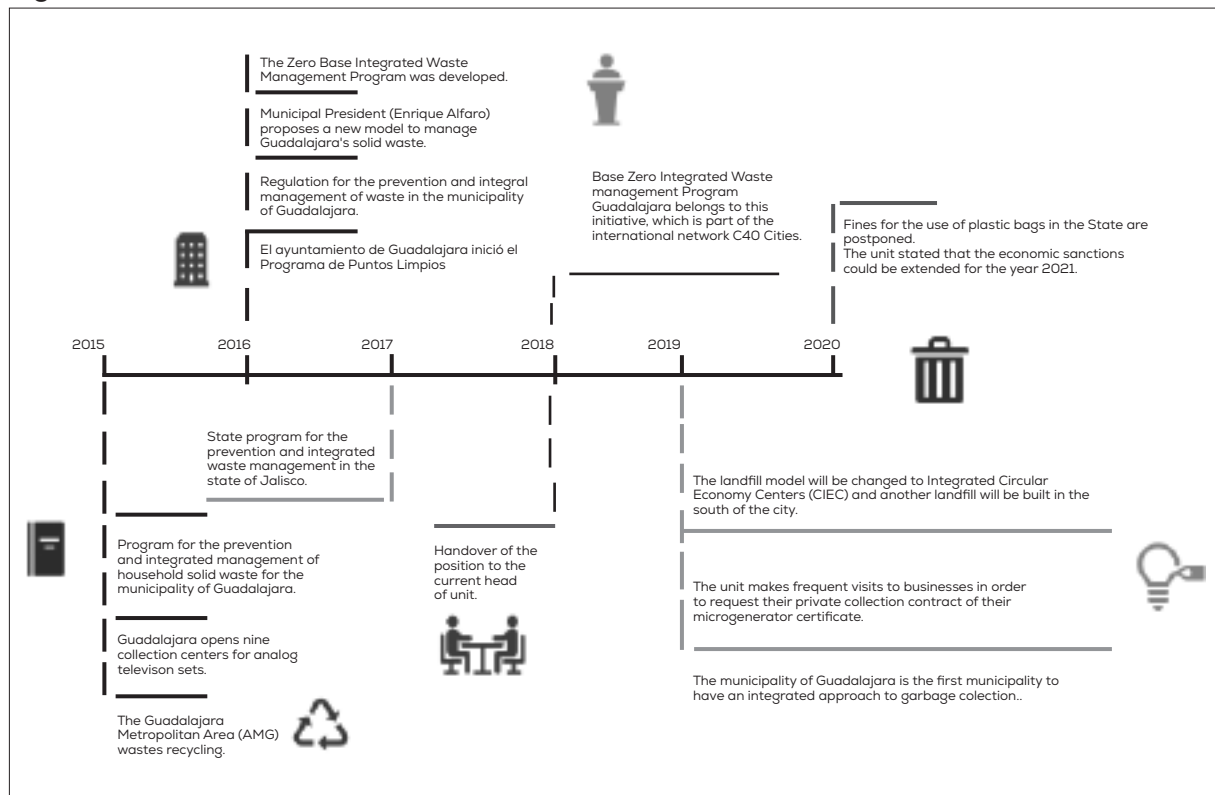 The Zero Base Integrated Waste
Management Program was developed.
Municipal President (Enrique Alfaro)
proposes a new model to manage
Guadalajara's solid waste.
Regulation for the prevention and integral
management of waste in the municipality
of Guadalajara.
El ayuntamiento de Guadalajara inició el
Programa de Puntos Limpios
Base Zero Integrated Waste
management Program
Guadalajara belongs to this
initiative, which is part of the
international network C40 Cities.
Fines for the use of plastic bags in the State are
postponed.
The unit stated that the economic sanctions
could be extended for the year 2021.
2015
2016
2017
2018
2019
2020
State program for the
prevention and integrated
waste management in the
state of Jalisco.
Program for the prevention
and integrated management of
household solid waste for the
municipality of Guadalajara.
Guadalajara opens nine
collection centers for analog
televison sets.
The Guadalajara
Metropolitan Area (AMG)
wastes recycling.
Handover of the
position to the
current head
of unit.
The landfill model will be changed to Integrated Circular
Economy Centers (CIEC) and another landfill will be built in the
south of the city.
The unit makes frequent visits to businesses in order
to request their private collection contract of their
microgenerator certificate.
The municipality of Guadalajara is the first municipality to
have an integrated approach to garbage colection..